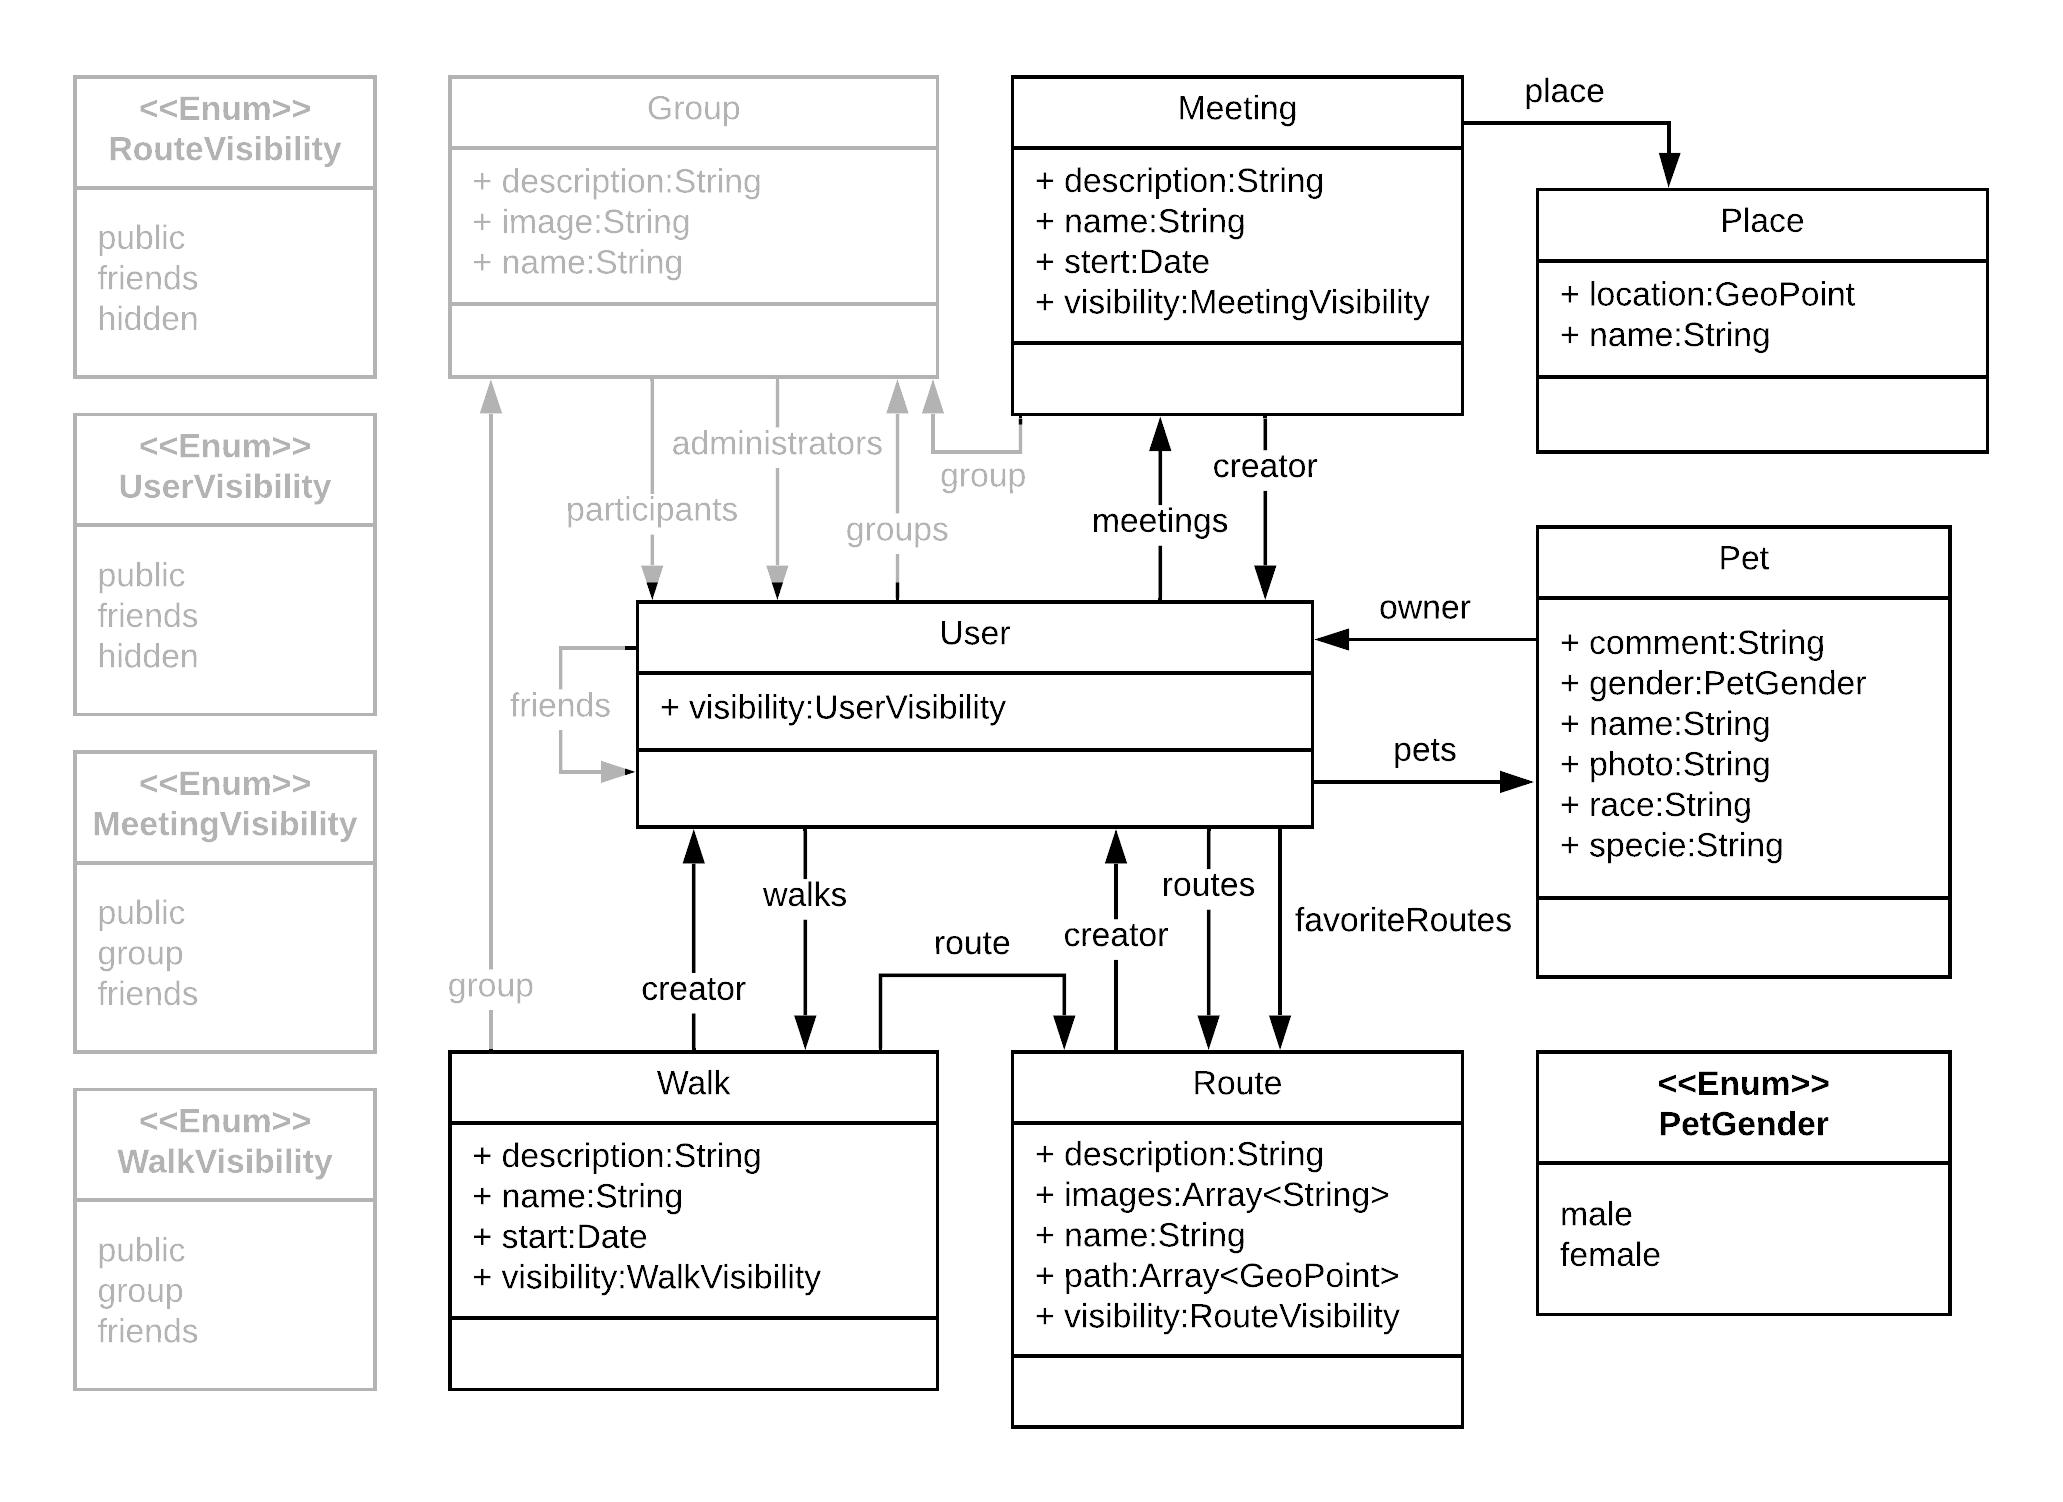 <<Enum>>
RouteVisibility
public
friends
hidden
<<Enum>>
UserVisibility
public
friends
hidden
<<Enum>>
MeetingVisibility
public
group
friends
<<Enum>>
WalkVisibility
public
group
friends
Group
+ description:String
+ image:String
+ name:String
Meeting
+ description:String
+ name:String
+ stert:Date
+ visibility:MeetingVisibility
place
Place
+ location:GeoPoint
+ name:String
participants
administrators
groups
group
meetings
creator
User
+ visibility:UserVisibility
friends
owner
pets
Pet
+ comment:String
+ gender:PetGender
+ name:String
+ photo:String
+ race:String
+ specie:String
group
creator
walks
route
creator
routes
favoriteRoutes
Walk
+ description:String
+ name:String
+ start:Date
+ visibility:WalkVisibility
Route
+ description:String
+ images:Array<String>
+ name:String
+ path:Array<GeoPoint>
+ visibility:RouteVisibility
<<Enum>>
PetGender
male
female